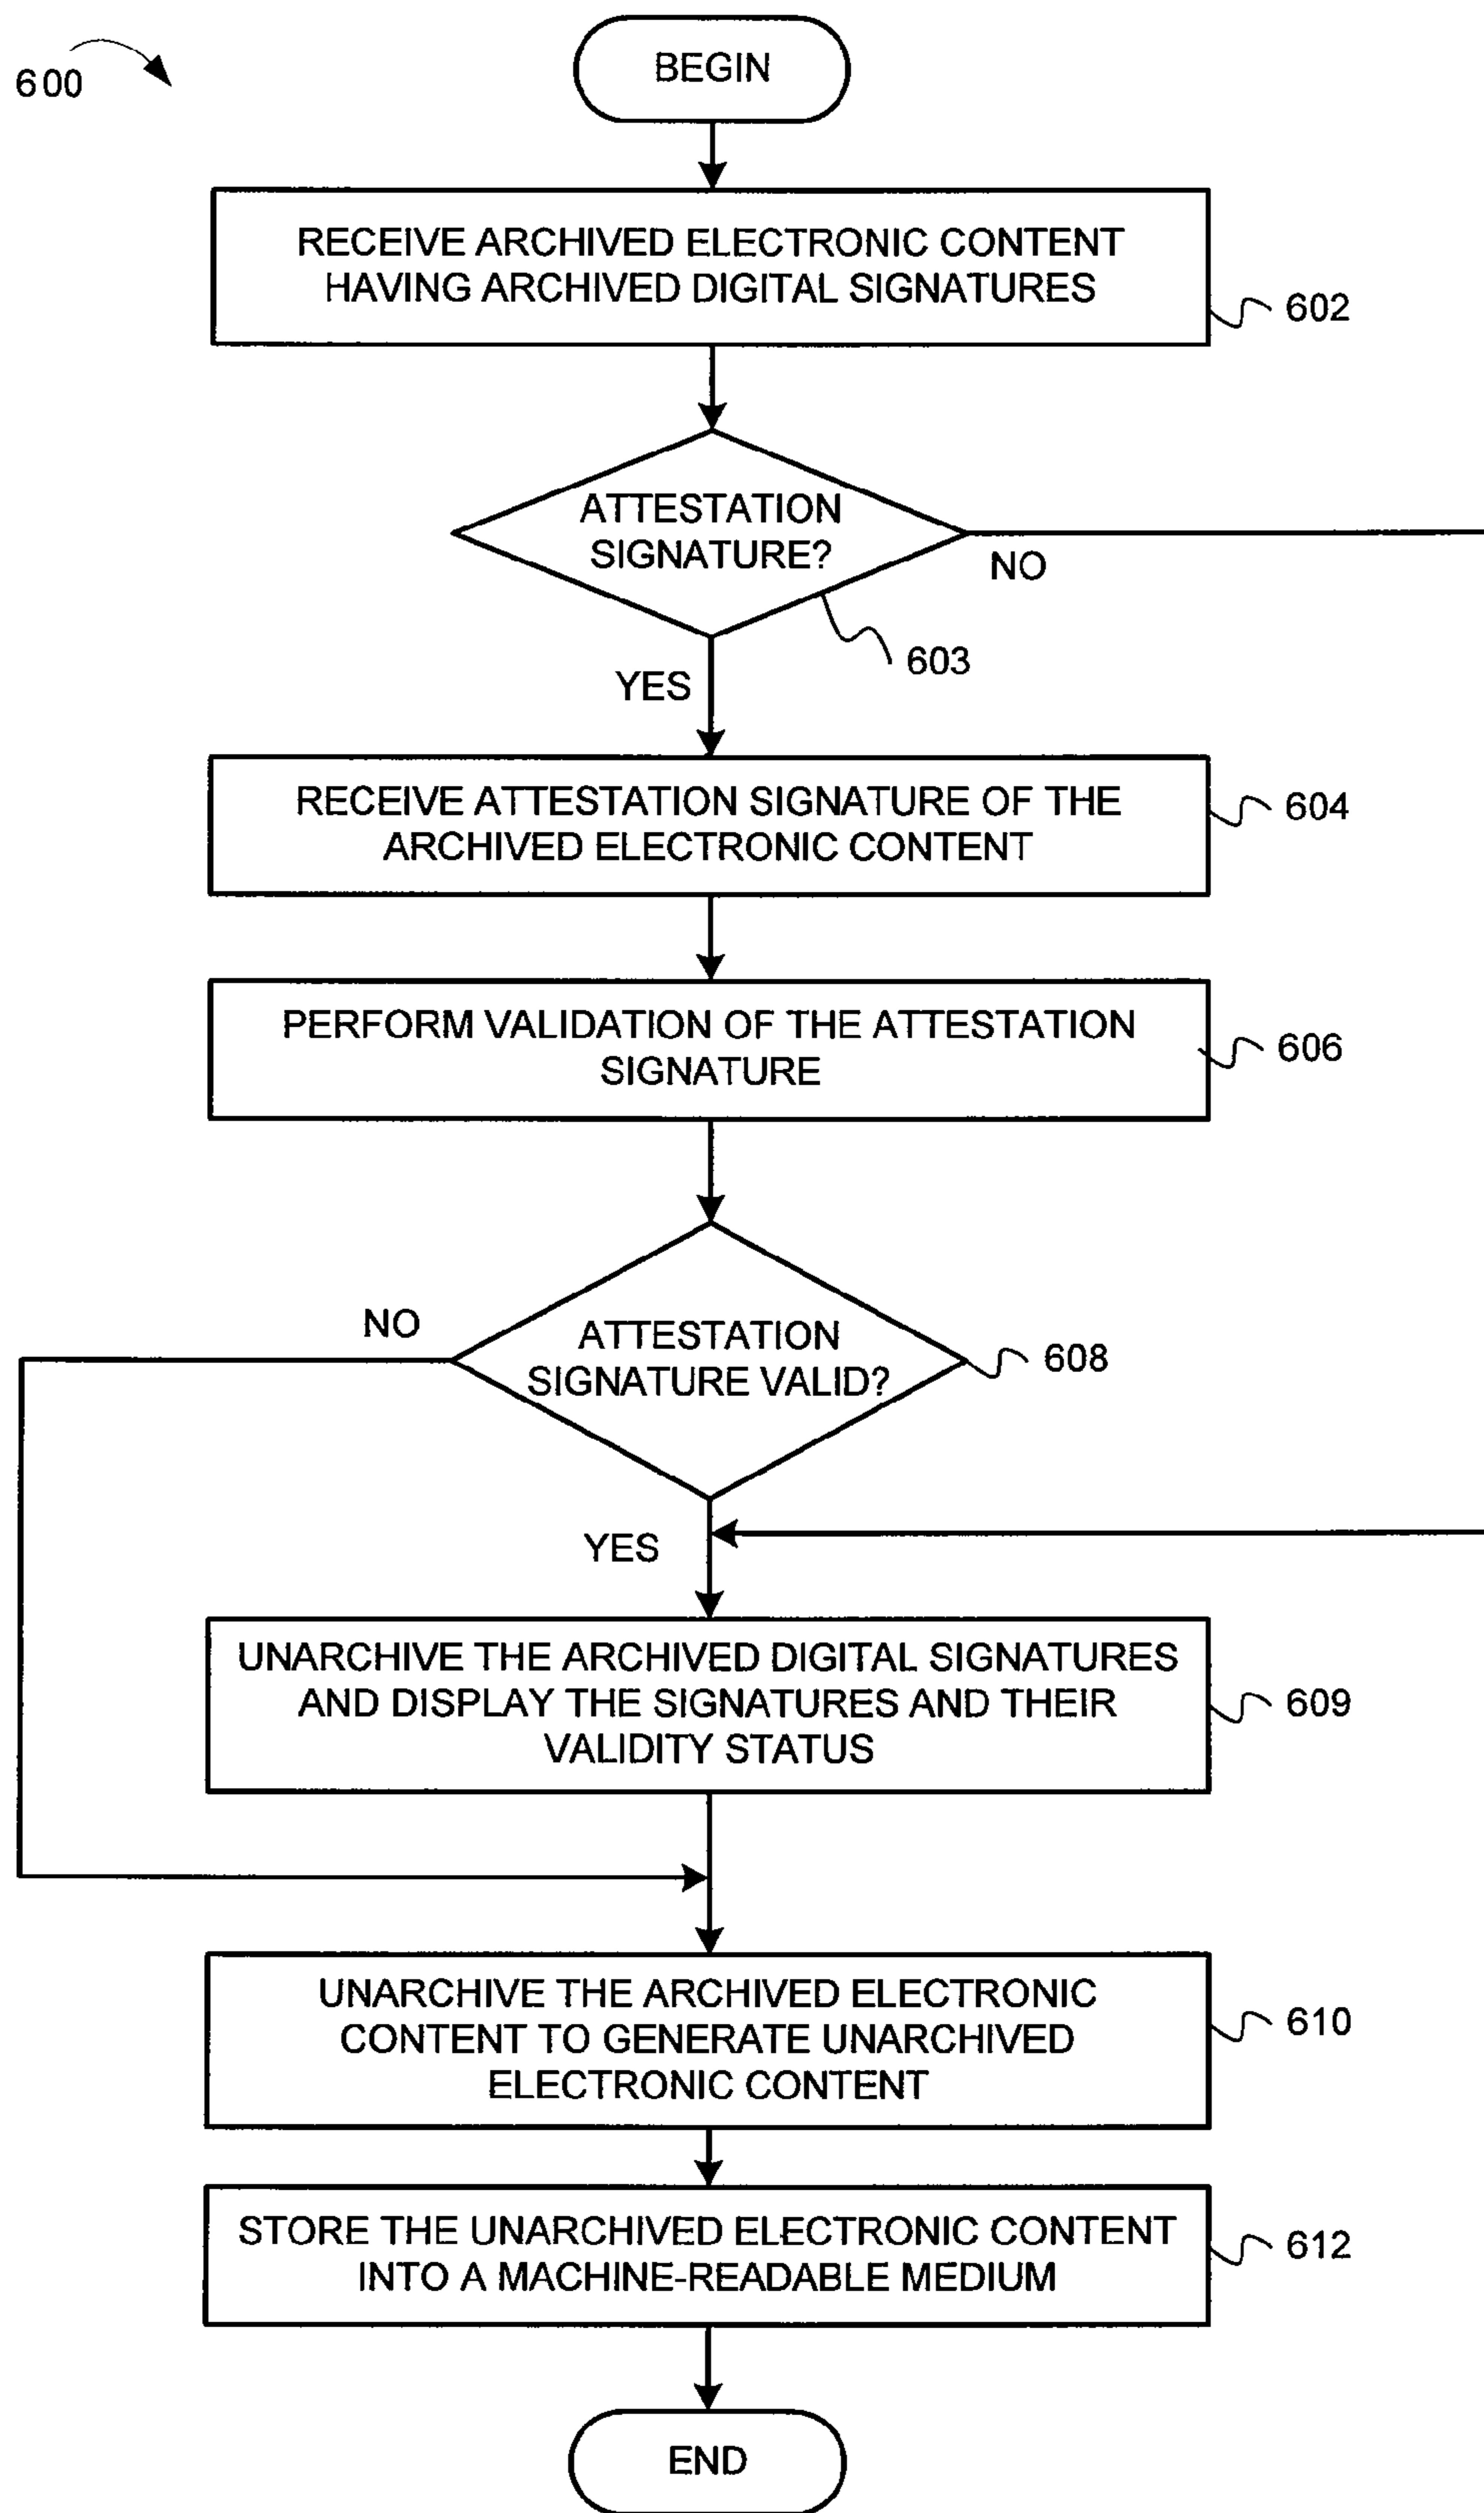 600
BEGIN
RECEIVE ARCHIVED ELECTRONIC CONTENT
HAVING ARCHIVED DIGITAL SIGNATURES
602
ATTESTATION
SIGNATURE?
NO
603
YES
RECEIVE ATTESTATION SIGNATURE OF THE
ARCHIVED ELECTRONIC CONTENT
604
PERFORM VALIDATION OF THE ATTESTATION
SIGNATURE
606
NO
ATTESTATION
SIGNATURE VALID?
608
YES
UNARCHIVE THE ARCHIVED DIGITAL SIGNATURES
AND DISPLAY THE SIGNATURES AND THEIR
VALIDITY STATUS
609
UNARCHIVE THE ARCHIVED ELECTRONIC
CONTENT TO GENERATE UNARCHIVED
ELECTRONIC CONTENT
610
STORE THE UNARCHIVED ELECTRONIC CONTENT
INTO A MACHINE-READABLE MEDIUM
612
END